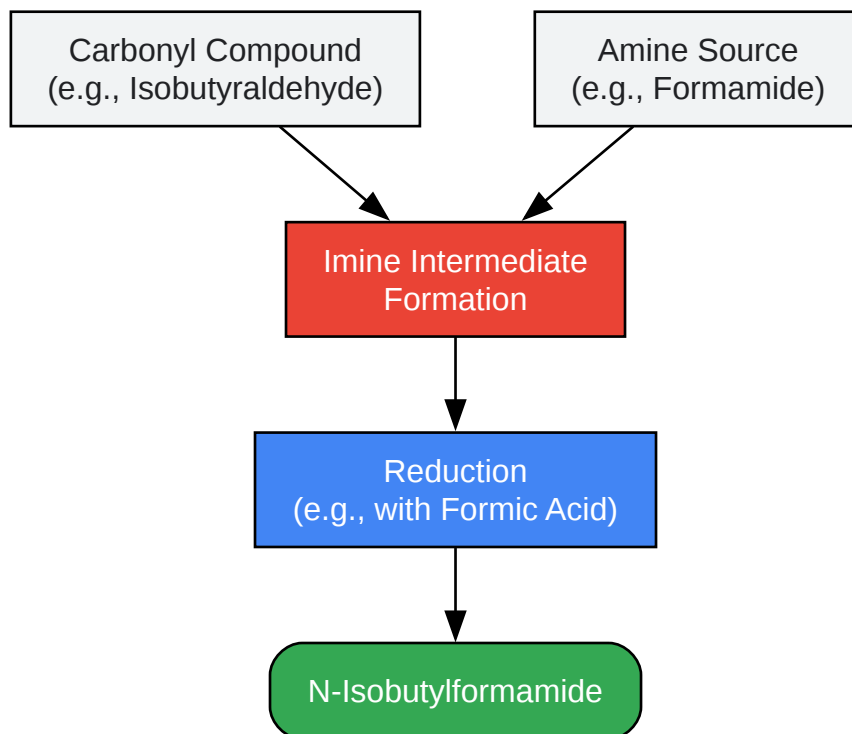 Carbonyl Compound
(e.g., Isobutyraldehyde)
Amine Source
(e.g., Formamide)
Imine Intermediate
Formation
Reduction
(e.g., with Formic Acid)
N-Isobutylformamide